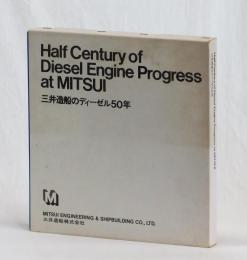 Half Century of
Diesel Engine Progress
at MITSUI
三井造船のディーゼル50年
M
MITSUI ENGINEERING & SHIPBUILDING CO., LTD.
三井造船株式会社